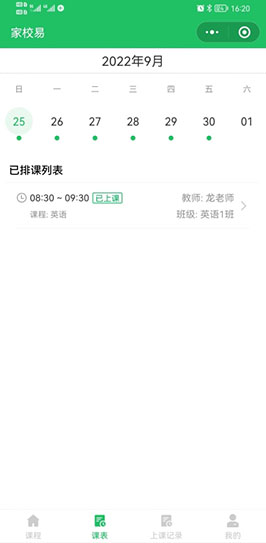 16:20
家校易
2022年9月
日 一 二 三 四 五 六
25 26 27 28 29 30 01
已排课列表
08:30 ~ 09:30 已上课 教师: 龙老师
课程: 英语 班级: 英语1班
课程 课表 上课记录 我的